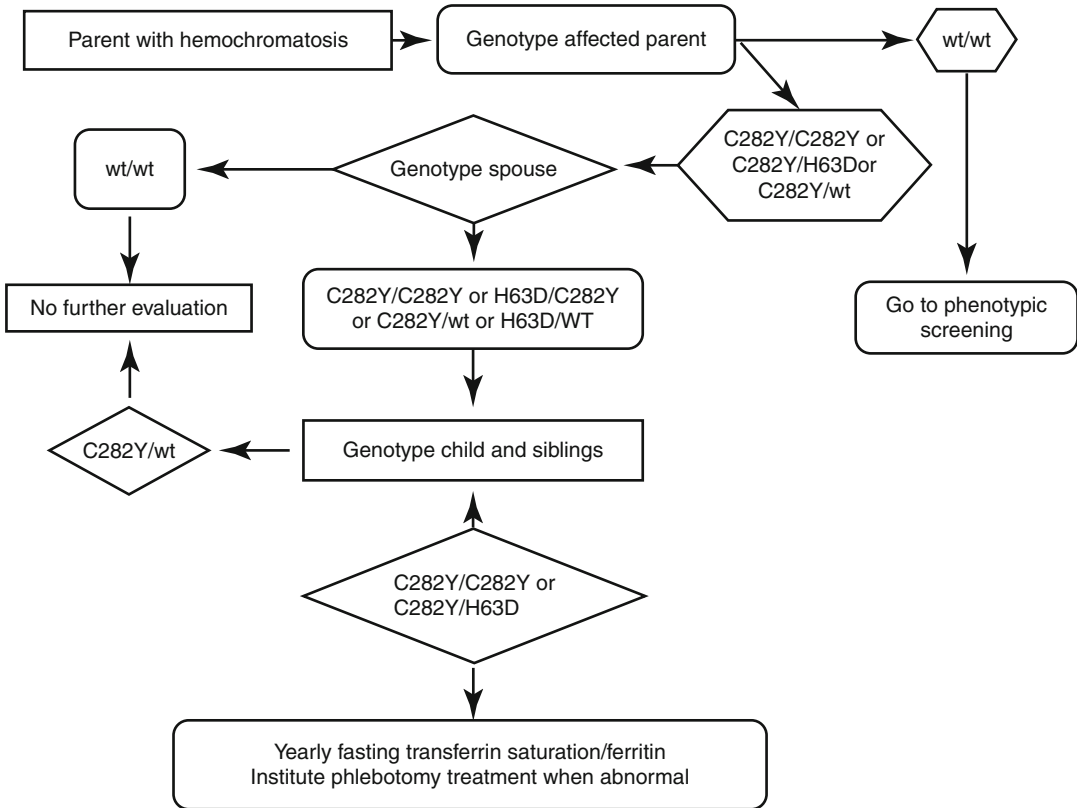 Parent with hemochromatosis
Genotype affected parent
wt/wt
C282Y/C282Y or
C282Y/H63Dor
C282Y/wt
Genotype spouse
wt/wt
No further evaluation
C282Y/C282Y or H63D/C282Y
or C282Y/wt or H63D/WT
Go to phenotypic
screening
C282Y/wt
Genotype child and siblings
C282Y/C282Y or
C282Y/H63D
Yearly fasting transferrin saturation/ferritin
Institute phlebotomy treatment when abnormal